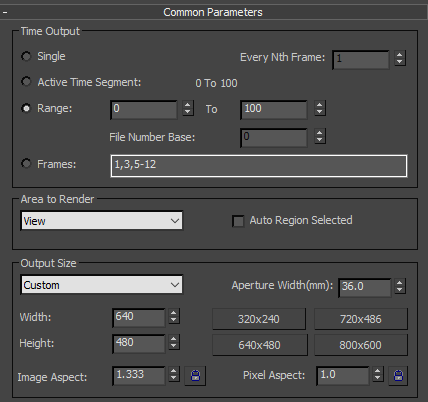 - Common Parameters
Time Output
Single Every Nth Frame: 1
Active Time Segment: 0 To 100
Range: 0 To 100
File Number Base: 0
Frames: 1,3,5-12
Area to Render
View Auto Region Selected
Output Size
Custom Aperture Width(mm): 36.0
Width: 640 320x240 720x486
Height: 480 640x480 800x600
Image Aspect: 1.333 Pixel Aspect: 1.0